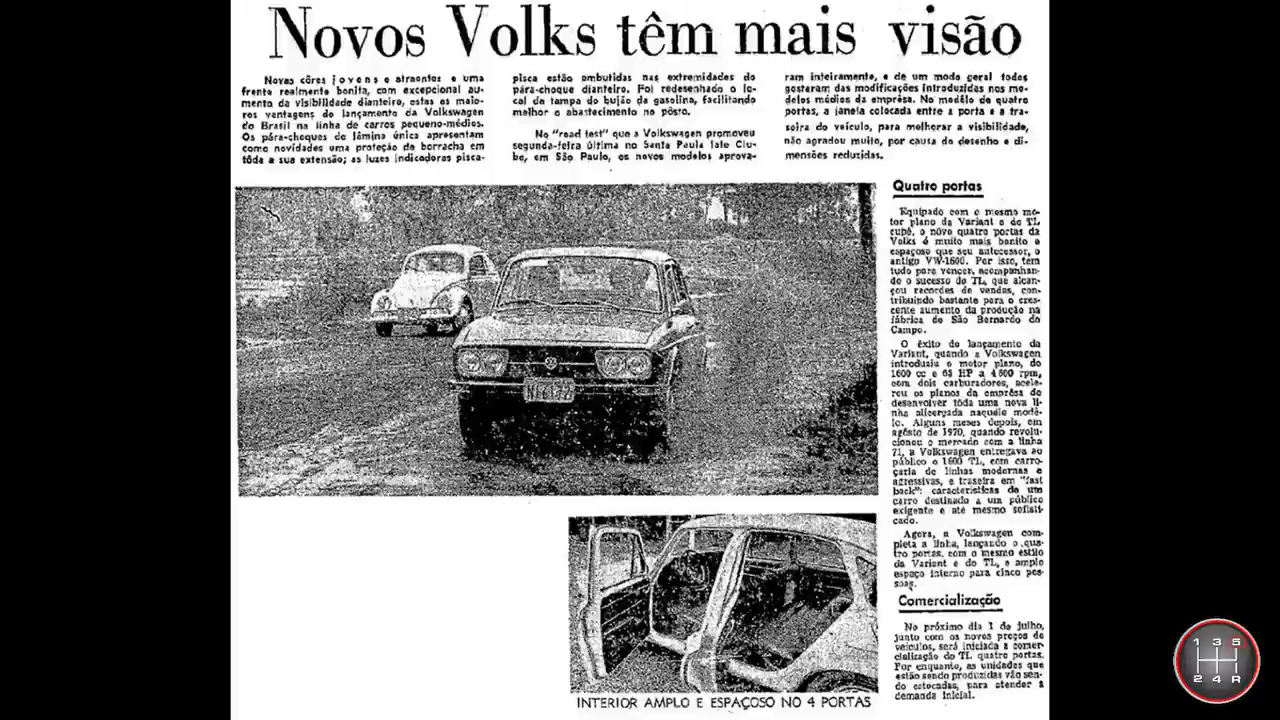 Novos Volks têm mais visão
Novas côres jovens e atraentes e uma
frente realmente bonita, com excepcional au-
mento da visibilidade dianteira, estas as maio-
res vantagens do lançamento da Volkswagen
do Brasil na linha de carros pequeno-médios.
Os pára-choques de lâmina única apresentam
como novidades uma proteção de borracha em
tôda a sua extensão; as luzes indicadoras pisca-
pisca estão embutidas nas extremidades do
pára-choque dianteiro. Foi redesenhado o lo-
cal da tampa do bujão da gasolina, facilitando
melhor o abastecimento no pôsto.
No "road test" que a Volkswagen promoveu
segunda-feira última no Santa Paula Iate Clu-
be, em São Paulo, os novos modelos aprova-
ram inteiramente, e de um modo geral todos
gostaram das modificações introduzidas nos mo-
delos médios da emprêsa. No modêlo de quatro
portas, a janela colocada entre a porta e a tra-
seira do veículo, para melhorar a visibilidade,
não agradou muito, por causa do desenho e di-
mensões reduzidas.
Quatro portas
Equipado com o mesmo mo-
tor plano da Variant e do TL
cupê, o nôvo quatro portas da
Volks é muito mais bonito e
espaçoso que seu antecessor, o
antigo VW-1600. Por isso, tem
tudo para vencer, acompanhan-
do o sucesso do TL, que alcan-
çou recordes de vendas, con-
tribuindo bastante para o cres-
cente aumento da produção na
fábrica de São Bernardo do
Campo.
O êxito do lançamento da
Variant, quando a Volkswagen
introduziu o motor plano, de
1600 cc e 65 HP a 4 600 rpm,
com dois carburadores, acele-
rou os planos da emprêsa de
desenvolver tôda uma nova li-
nha alicerçada naquele modê-
lo. Alguns meses depois, em
agôsto de 1970, quando revolu-
cionou o mercado com a linha
71, a Volkswagen entregava ao
público o 1600 TL, com carro-
çaria de linhas modernas e
agressivas, e traseira em "fast
back": características de um
carro destinado a um público
exigente e até mesmo sofisti-
cado.
Agora, a Volkswagen com-
pleta a linha, lançando o qua-
tro portas, com o mesmo estilo
da Variant e do TL, e amplo
espaço interno para cinco pes-
soas.
Comercialização
No próximo dia 1 de julho,
junto com os novos preços de
veículos, será iniciada a comer-
cialização do TL quatro portas.
Por enquanto, as unidades que
estão sendo produzidas vão sen-
do estocadas, para atender à
demanda inicial.
INTERIOR AMPLO E ESPAÇOSO NO 4 PORTAS
1 3 5
2 4 R